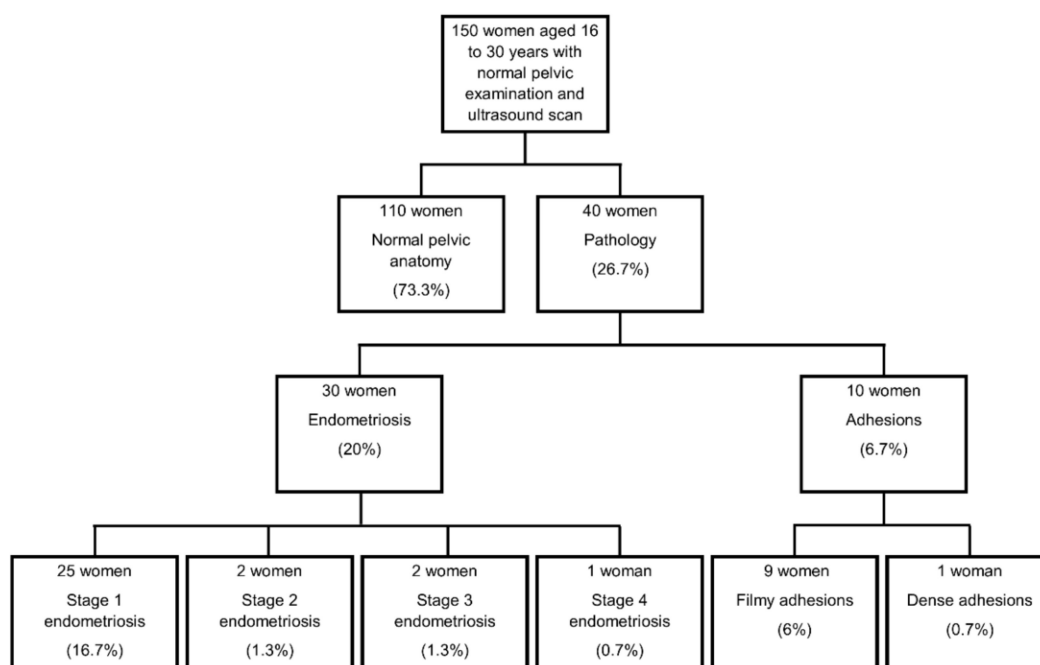 150 women aged 16
to 30 years with
normal pelvic
examination and
ultrasound scan
110 women
Normal pelvic
anatomy
(73.3%)
40 women
Pathology
(26.7%)
30 women
Endometriosis
(20%)
10 women
Adhesions
(6.7%)
25 women
Stage 1
endometriosis
(16.7%)
2 women
Stage 2
endometriosis
(1.3%)
2 women
Stage 3
endometriosis
(1.3%)
1 woman
Stage 4
endometriosis
(0.7%)
9 women
Filmy adhesions
(6%)
1 woman
Dense adhesions
(0.7%)